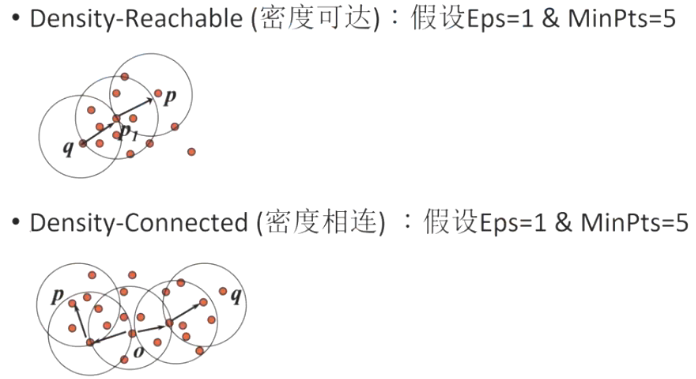 • Density-Reachable (密度可达)：假设Eps=1 & MinPts=5
p
p1
q
• Density-Connected (密度相连) ：假设Eps=1 & MinPts=5
p
q
o